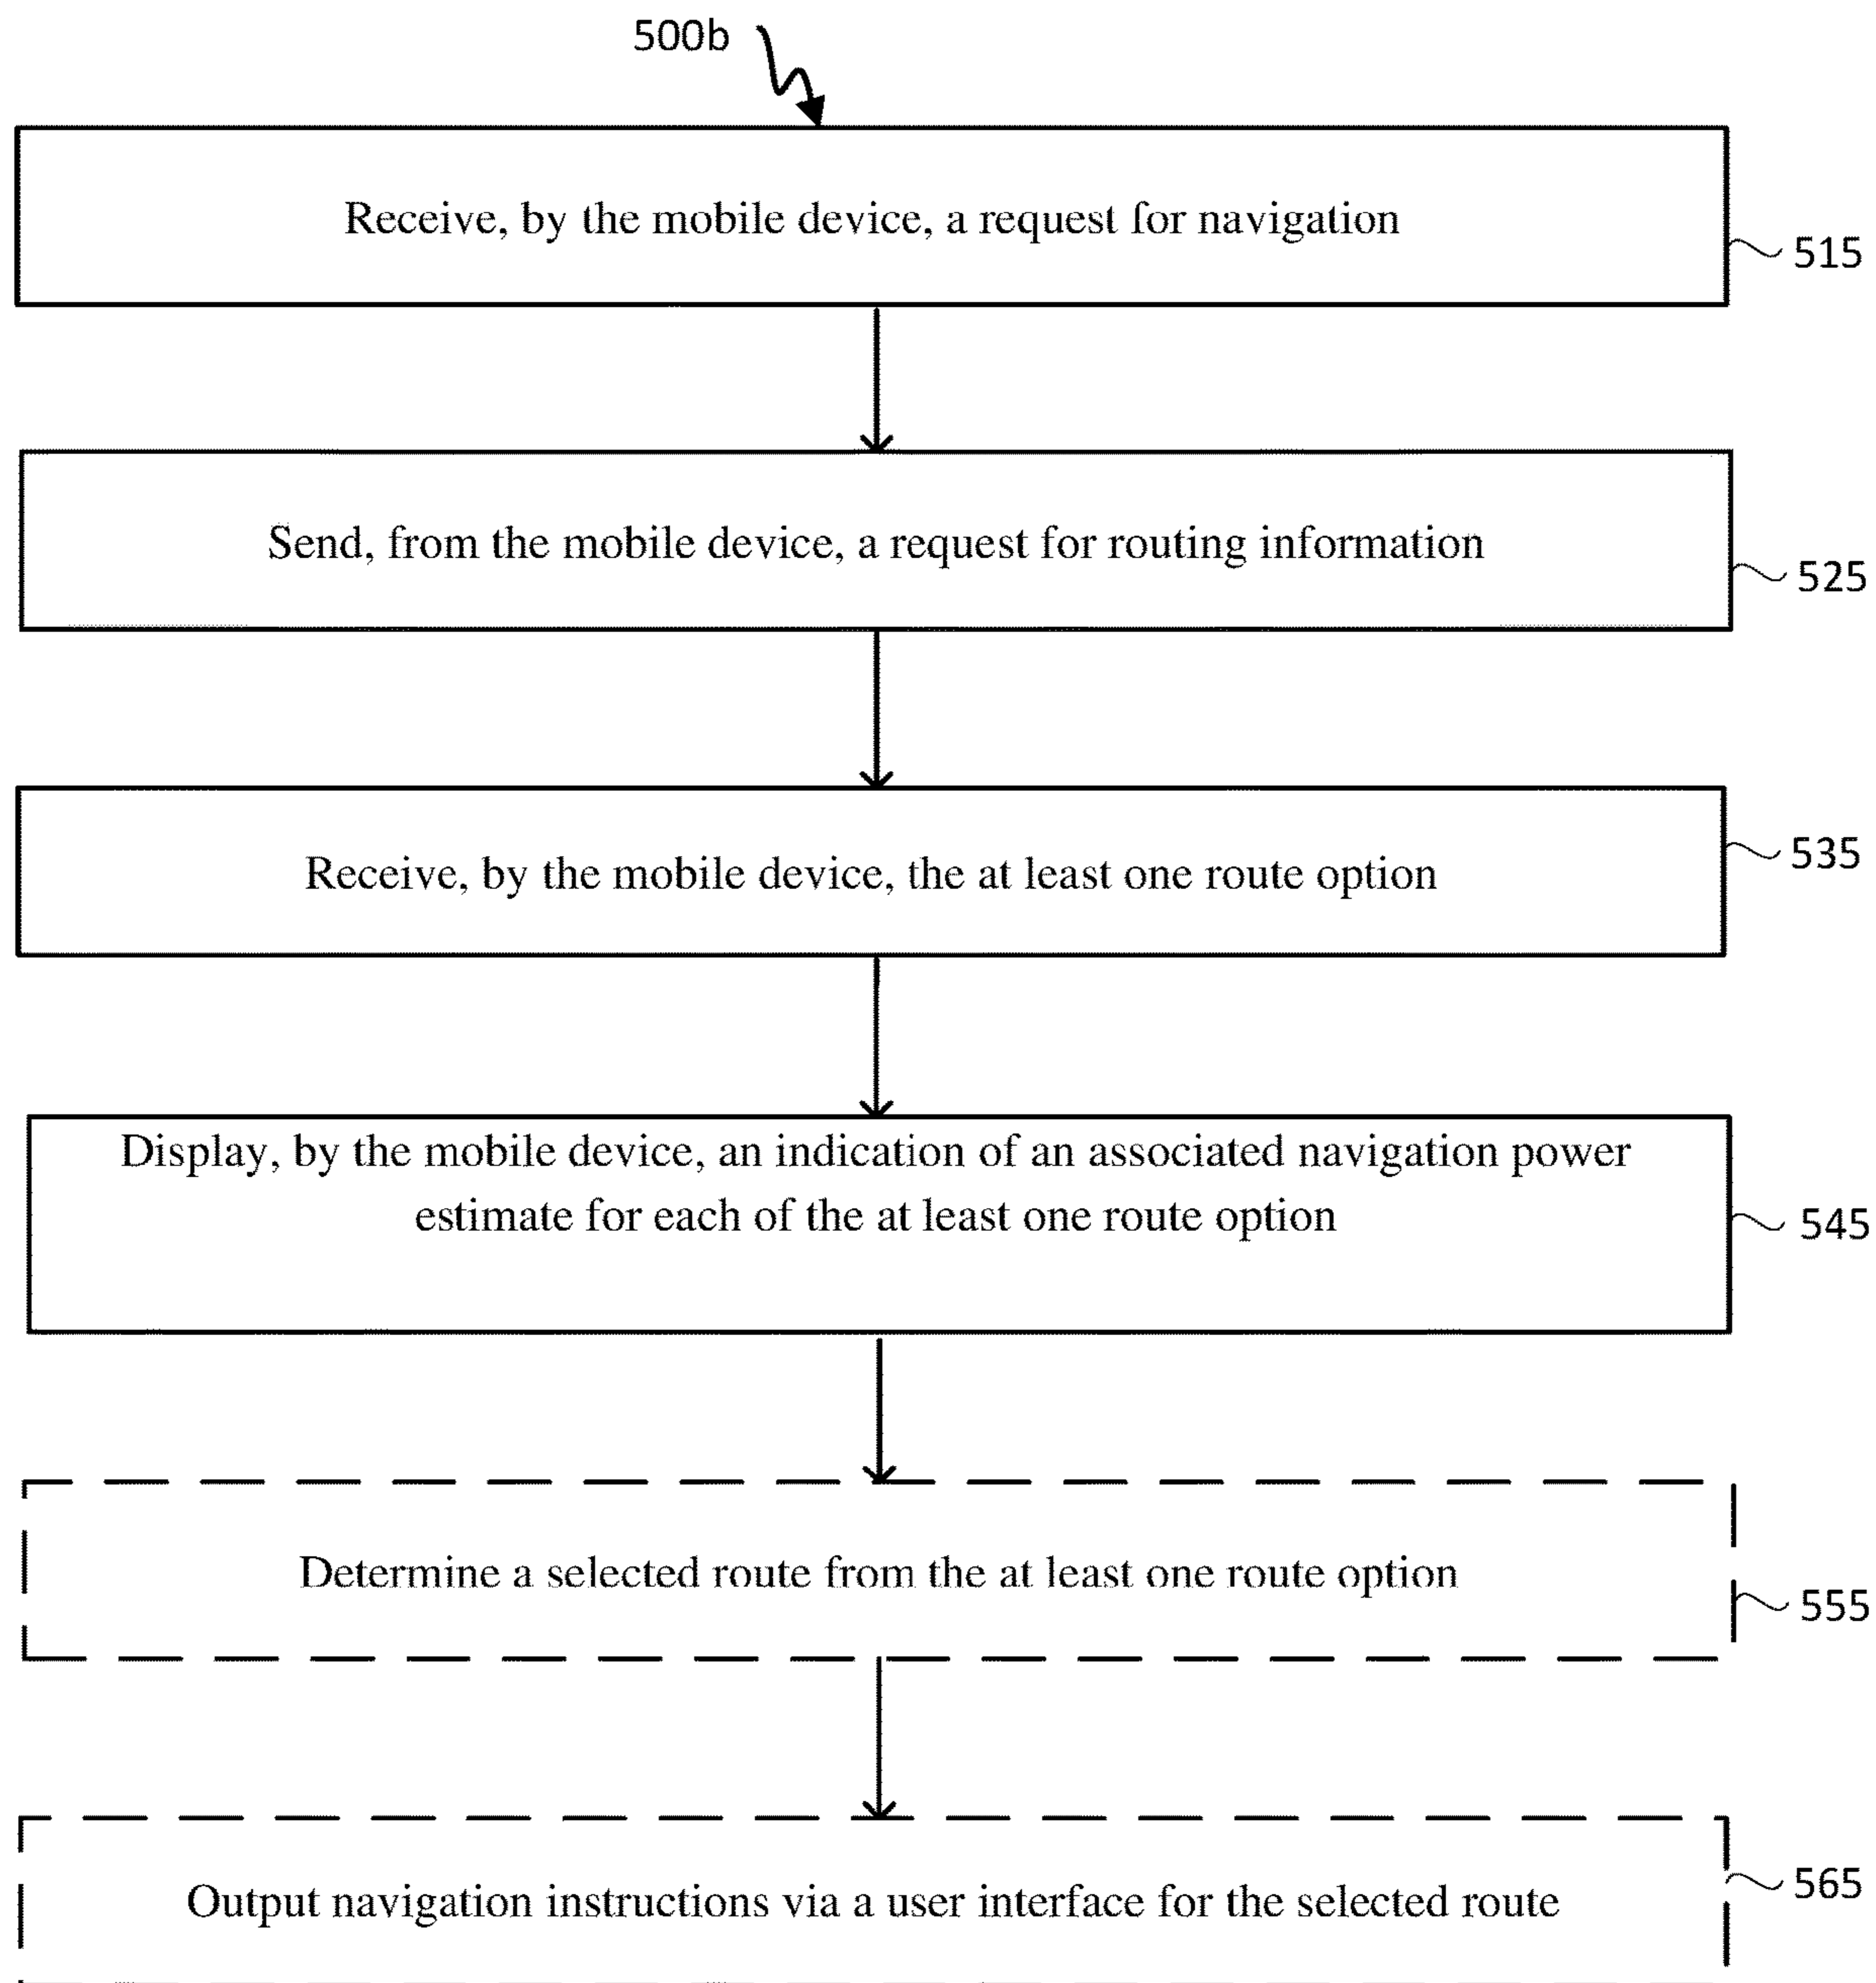 500b
Receive, by the mobile device, a request for navigation
515
Send, from the mobile device, a request for routing information
525
Receive, by the mobile device, the at least one route option
535
Display, by the mobile device, an indication of an associated navigation power
estimate for each of the at least one route option
545
Determine a selected route from the at least one route option
555
Output navigation instructions via a user interface for the selected route
565